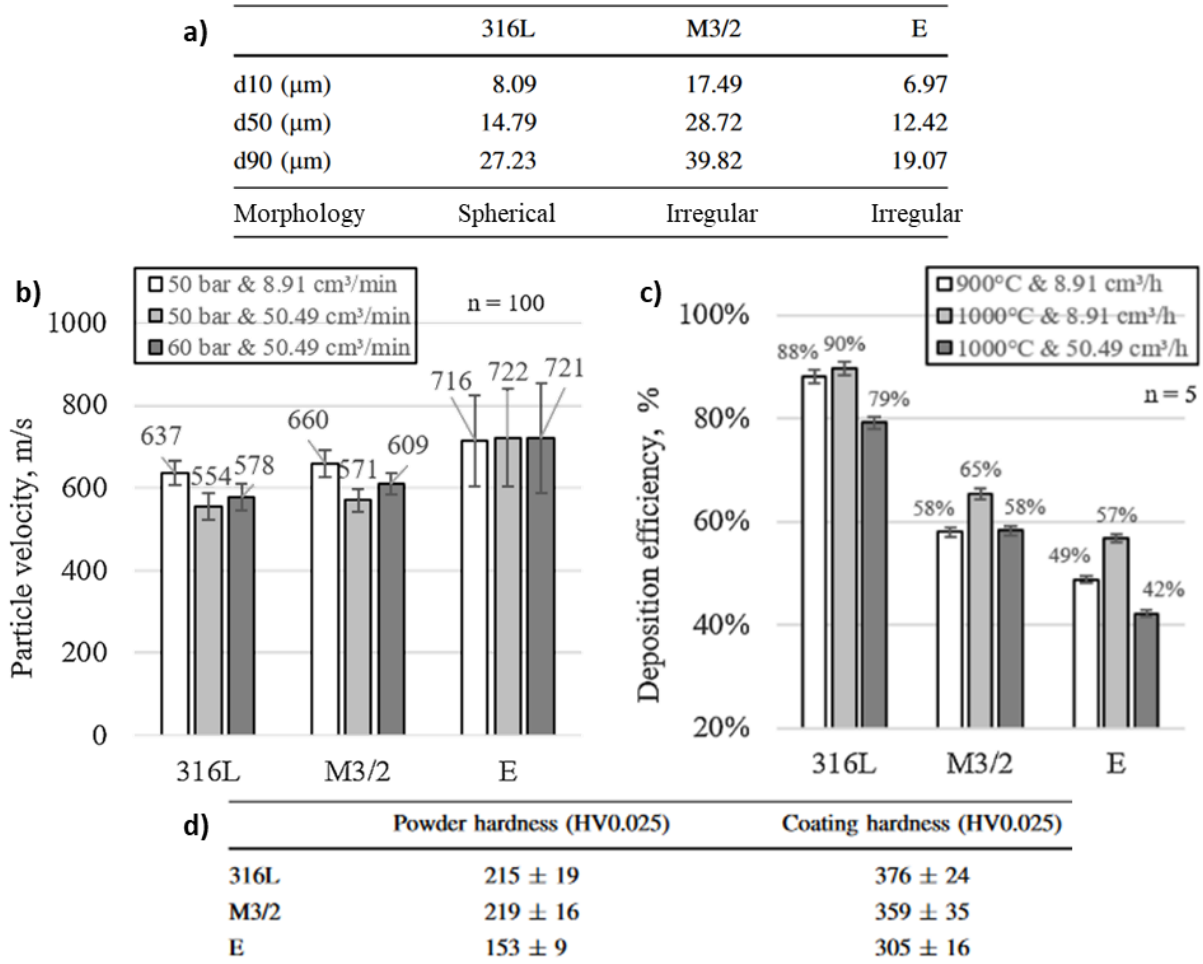 a)
316L M3/2 E
d10 (μm) 8.09 17.49 6.97
d50 (μm) 14.79 28.72 12.42
d90 (μm) 27.23 39.82 19.07
Morphology Spherical Irregular Irregular
b)
50 bar & 8.91 cm³/min
50 bar & 50.49 cm³/min
60 bar & 50.49 cm³/min
n = 100
Particle velocity, m/s
1000
800
600
400
200
0
637 554 578
660 571 609
716 722 721
316L M3/2 E
c)
900°C & 8.91 cm³/h
1000°C & 8.91 cm³/h
1000°C & 50.49 cm³/h
n = 5
Deposition efficiency, %
100%
80%
60%
40%
20%
88% 90% 79%
58% 65% 58%
49% 57% 42%
316L M3/2 E
d)
Powder hardness (HV0.025) Coating hardness (HV0.025)
316L 215 ± 19 376 ± 24
M3/2 219 ± 16 359 ± 35
E 153 ± 9 305 ± 16